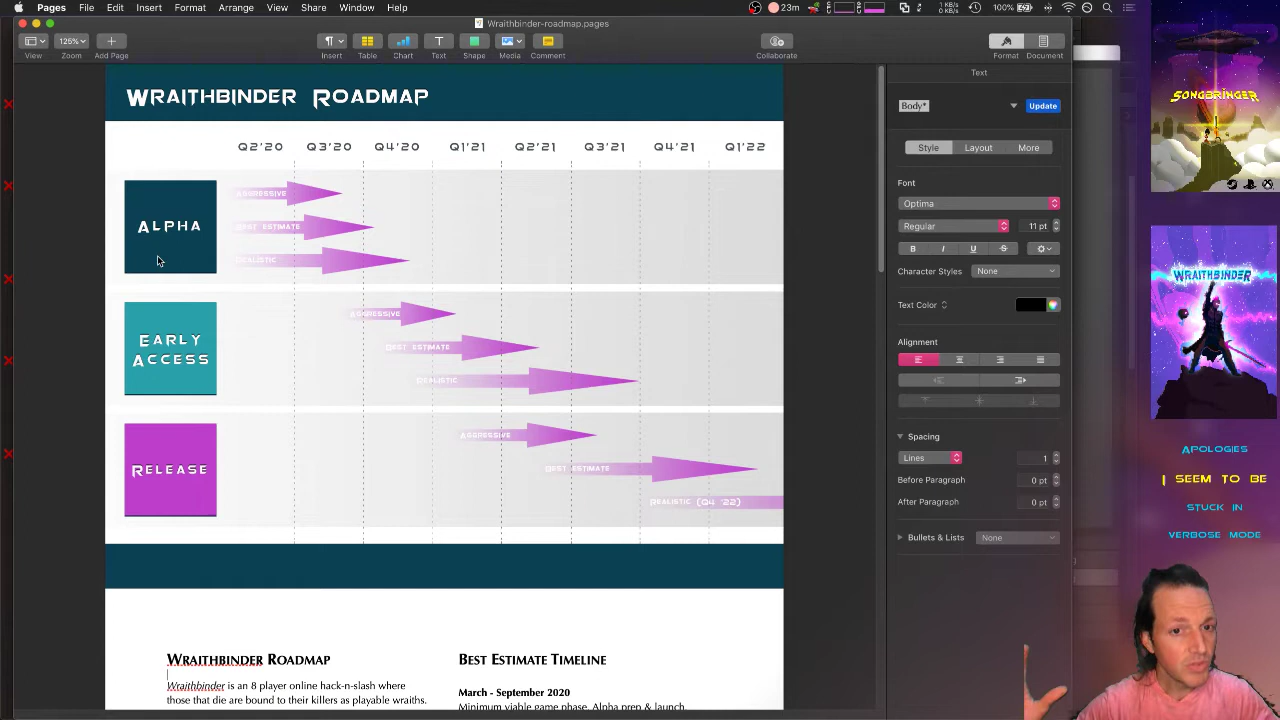 Pages File Edit Insert Format Arrange View Share Window Help
23m
1 KB/s
100%
Wraithbinder-roadmap.pages
125%
View Zoom Add Page Insert Table Chart Text Shape Media Comment Collaborate Format Document
Wraithbinder Roadmap
Q2'20 Q3'20 Q4'20 Q1'21 Q2'21 Q3'21 Q4'21 Q1'22
Alpha
Aggressive
Best estimate
Realistic
Early
Access
Aggressive
Best estimate
Realistic
Release
Aggressive
Best estimate
Realistic (Q4 '22)
Wraithbinder Roadmap
Wraithbinder is an 8 player online hack-n-slash where
those that die are bound to their killers as playable wraiths.
Best Estimate Timeline
March - September 2020
Minimum viable game phase. Alpha prep & launch
Text
Body*
Update
Style Layout More
Font
Optima
Regular 11 pt
B I U S
Character Styles None
Text Color
Alignment
Spacing
Lines 1
Before Paragraph 0 pt
After Paragraph 0 pt
Bullets & Lists None
Songbringer
Wraithbinder
Apologies
I seem to be
stuck in
verbose mode